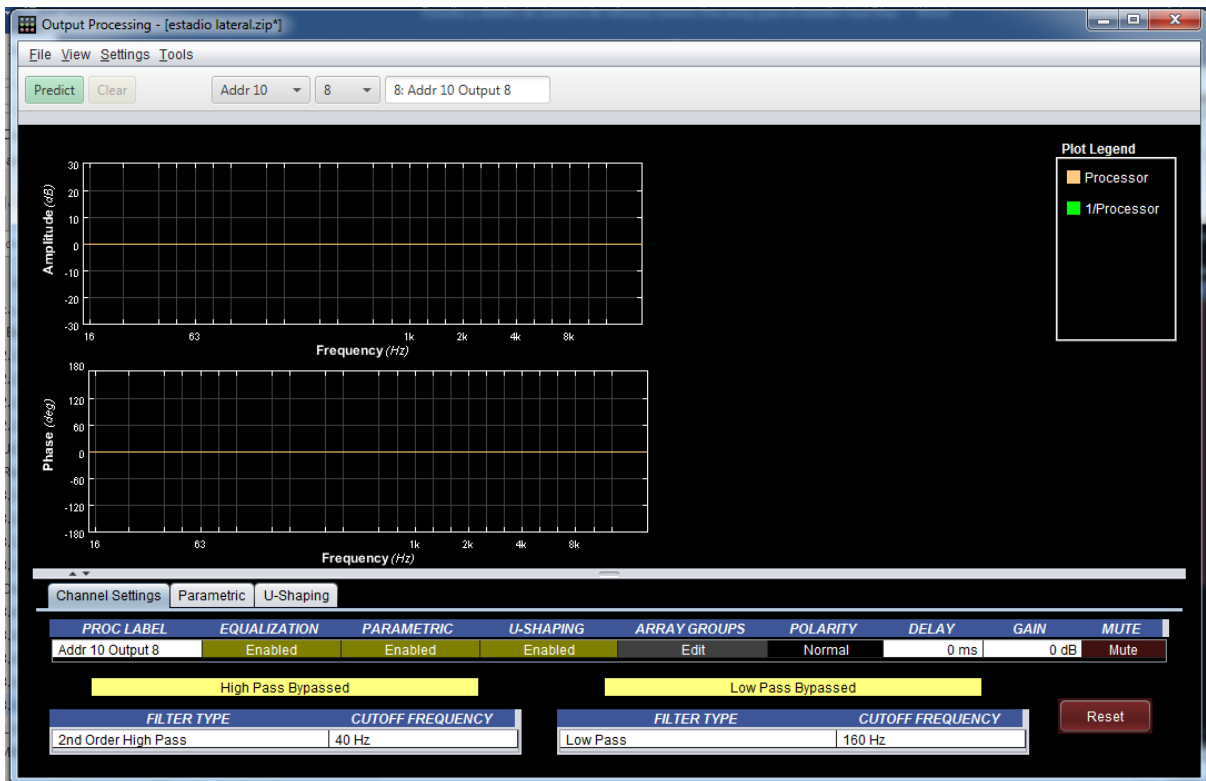 Output Processing - [estadio lateral.zip*]
File View Settings Tools
Predict Clear Addr 10 8 8: Addr 10 Output 8
Plot Legend
Processor
1/Processor
Amplitude (dB)
30
20
10
0
-10
-20
-30
16 63 1k 2k 4k 8k
Frequency (Hz)
Phase (deg)
180
120
60
0
-60
-120
-180
16 63 1k 2k 4k 8k
Frequency (Hz)
Channel Settings Parametric U-Shaping
PROC LABEL EQUALIZATION PARAMETRIC U-SHAPING ARRAY GROUPS POLARITY DELAY GAIN MUTE
Addr 10 Output 8 Enabled Enabled Enabled Edit Normal 0 ms 0 dB Mute
High Pass Bypassed Low Pass Bypassed
FILTER TYPE CUTOFF FREQUENCY FILTER TYPE CUTOFF FREQUENCY Reset
2nd Order High Pass 40 Hz Low Pass 160 Hz